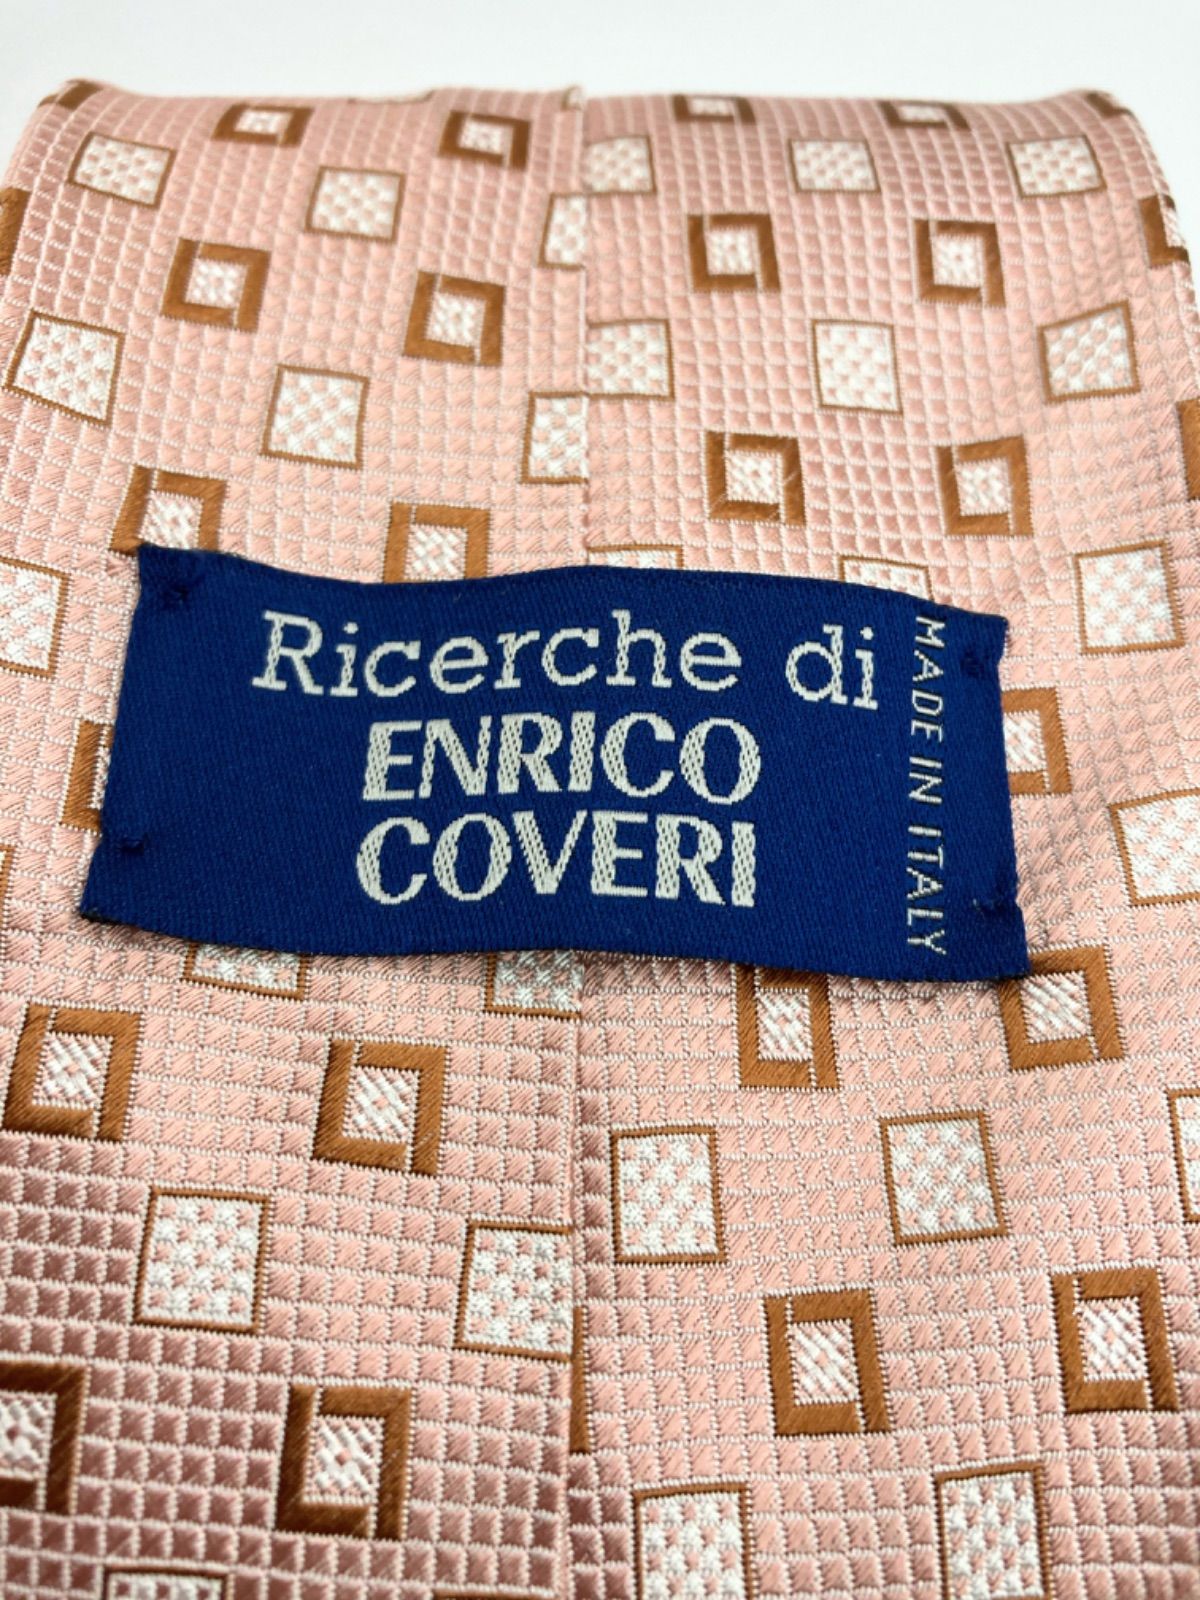 Ricerche di
ENRICO
COVERI
MADE IN ITALY